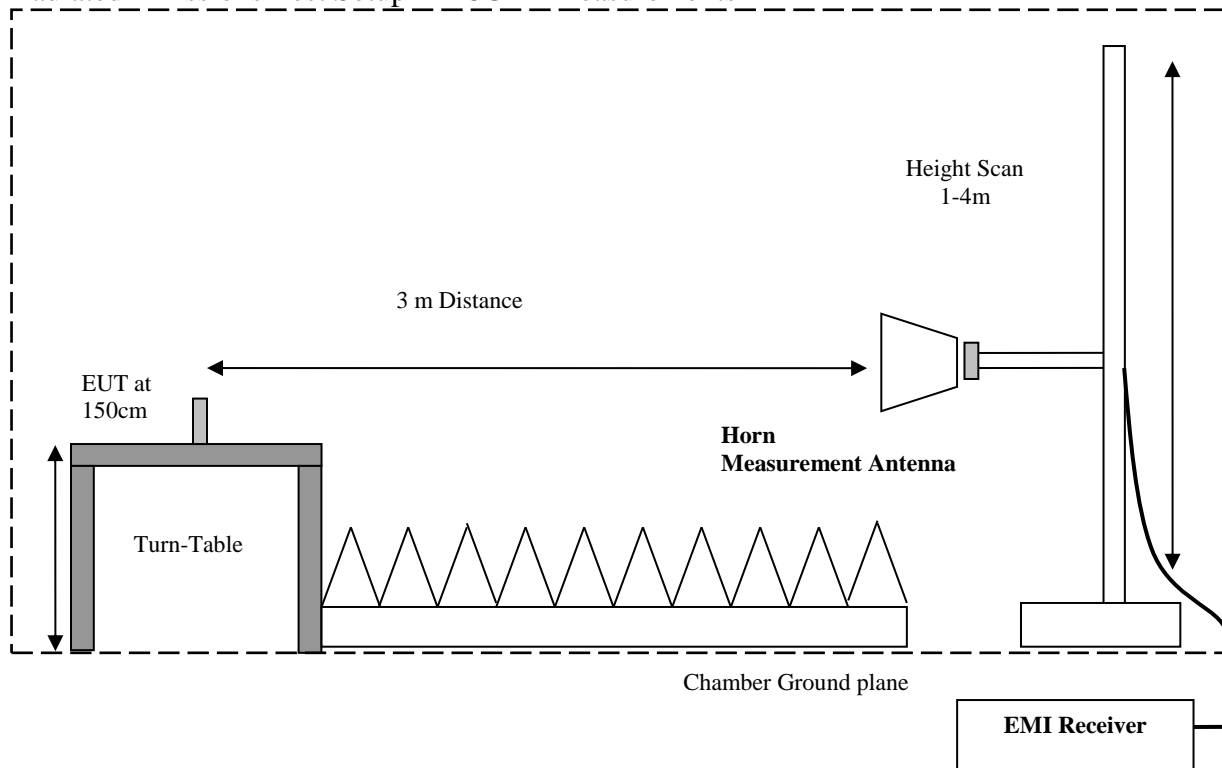 Height Scan
1-4m
3 m Distance
EUT at
150cm
Horn
Measurement Antenna
Turn-Table
Chamber Ground plane
EMI Receiver